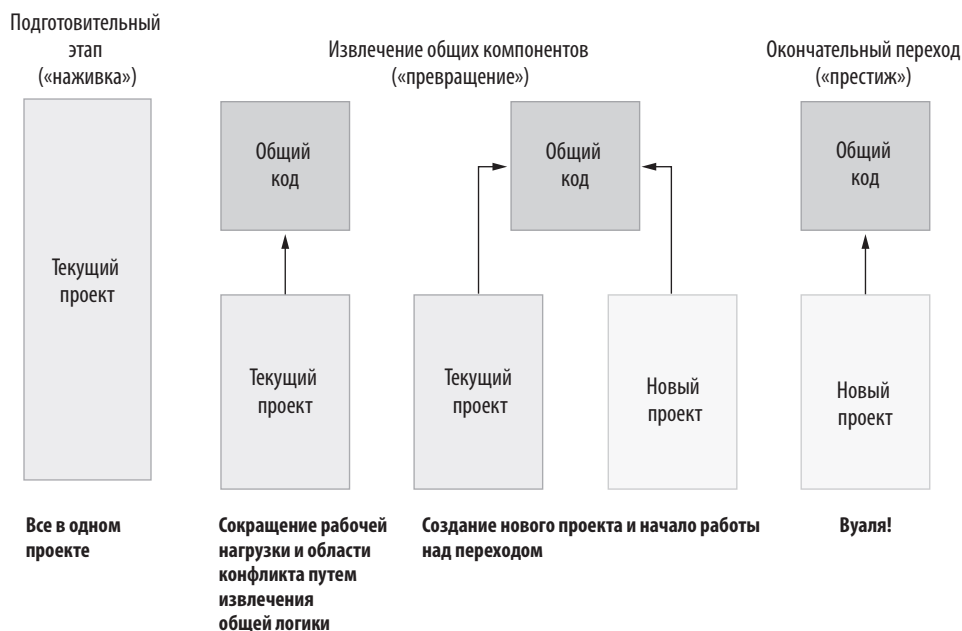 Подготовительный
этап
(«наживка»)
Извлечение общих компонентов
(«превращение»)
Окончательный переход
(«престиж»)
Текущий
проект
Общий
код
Текущий
проект
Общий
код
Текущий
проект
Новый
проект
Общий
код
Новый
проект
Все в одном
проекте
Сокращение рабочей
нагрузки и области
конфликта путем
извлечения
общей логики
Создание нового проекта и начало работы
над переходом
Вуаля!